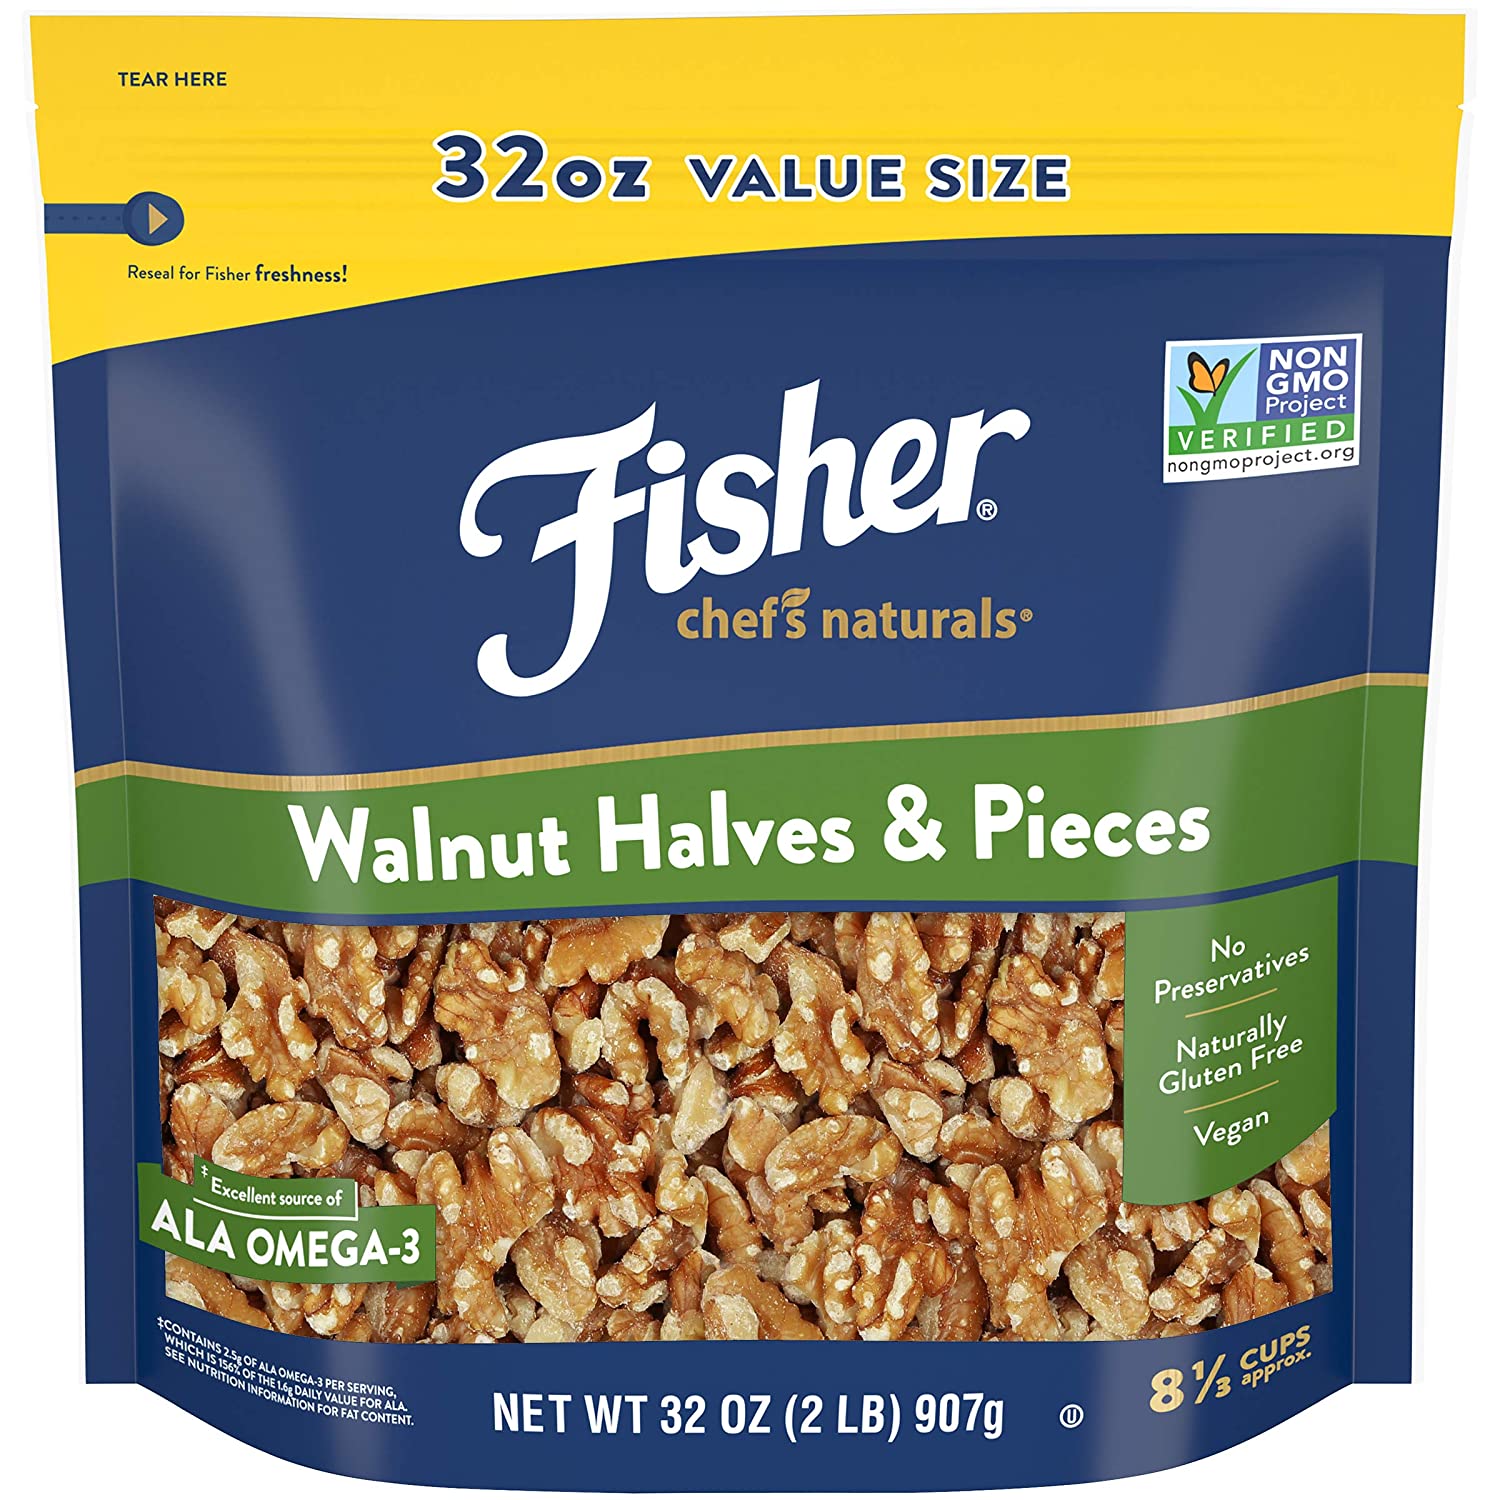 TEAR HERE
32oz VALUE SIZE
Reseal for Fisher freshness!
NON
GMO
Project
VERIFIED
nongmoproject.org
Fisher®
chef's naturals®
Walnut Halves & Pieces
No
Preservatives
Naturally
Gluten Free
Vegan
‡Excellent source of
ALA OMEGA-3
‡CONTAINS 2.5g OF ALA OMEGA-3 PER SERVING,
WHICH IS 156% OF THE 1.6g DAILY VALUE FOR ALA.
SEE NUTRITION INFORMATION FOR FAT CONTENT.
8 1/3 CUPS
approx.
NET WT 32 OZ (2 LB) 907g
U